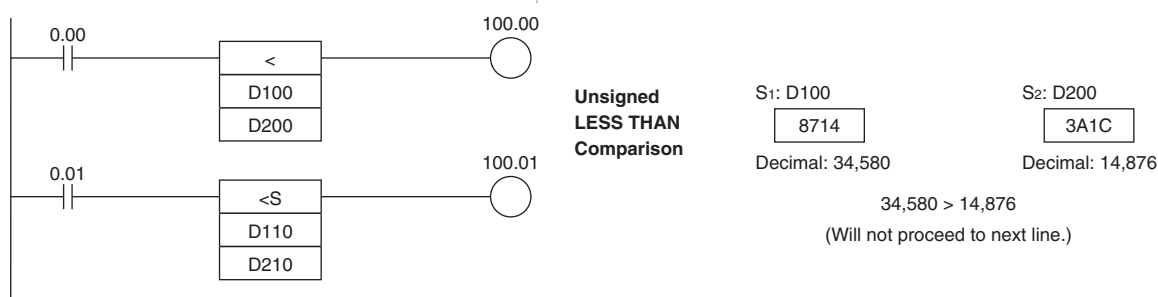 0.00
100.00
<
D100
D200
0.01
100.01
<S
D110
D210
Unsigned
LESS THAN
Comparison
S1: D100
8714
Decimal: 34,580
S2: D200
3A1C
Decimal: 14,876
34,580 > 14,876
(Will not proceed to next line.)